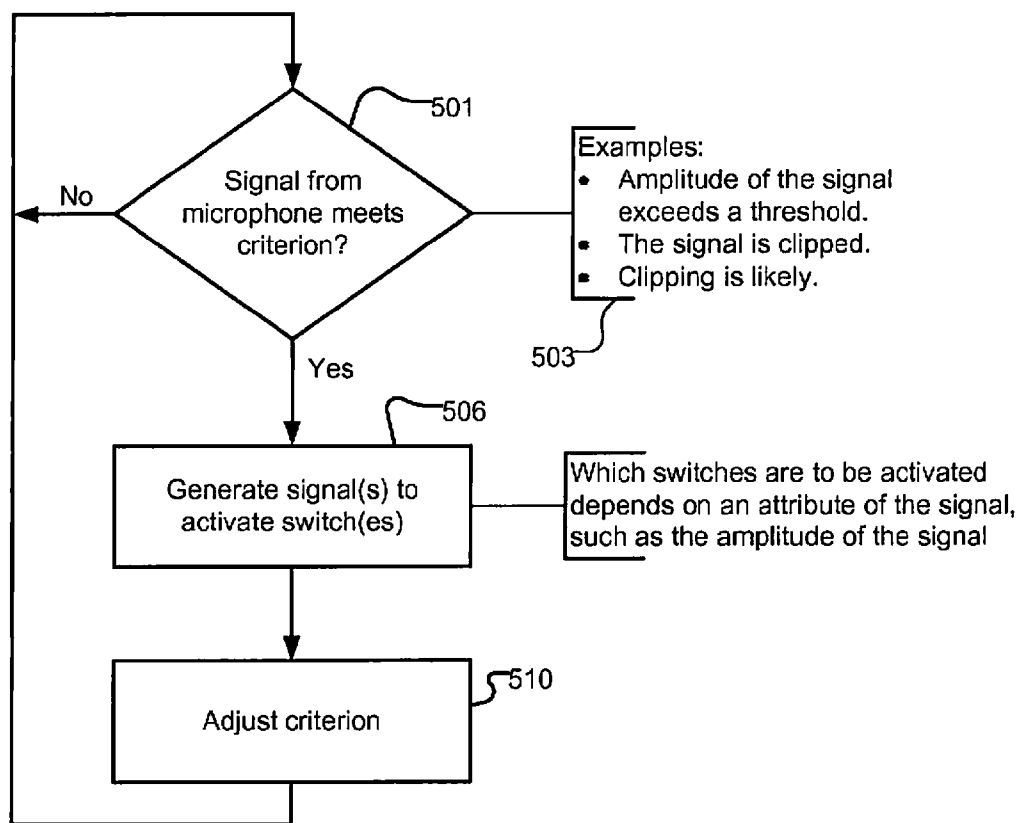 501
Signal from
microphone meets
criterion?
No
Yes
Examples:
• Amplitude of the signal
exceeds a threshold.
• The signal is clipped.
• Clipping is likely.
503
506
Generate signal(s) to
activate switch(es)
Which switches are to be activated
depends on an attribute of the signal,
such as the amplitude of the signal
510
Adjust criterion